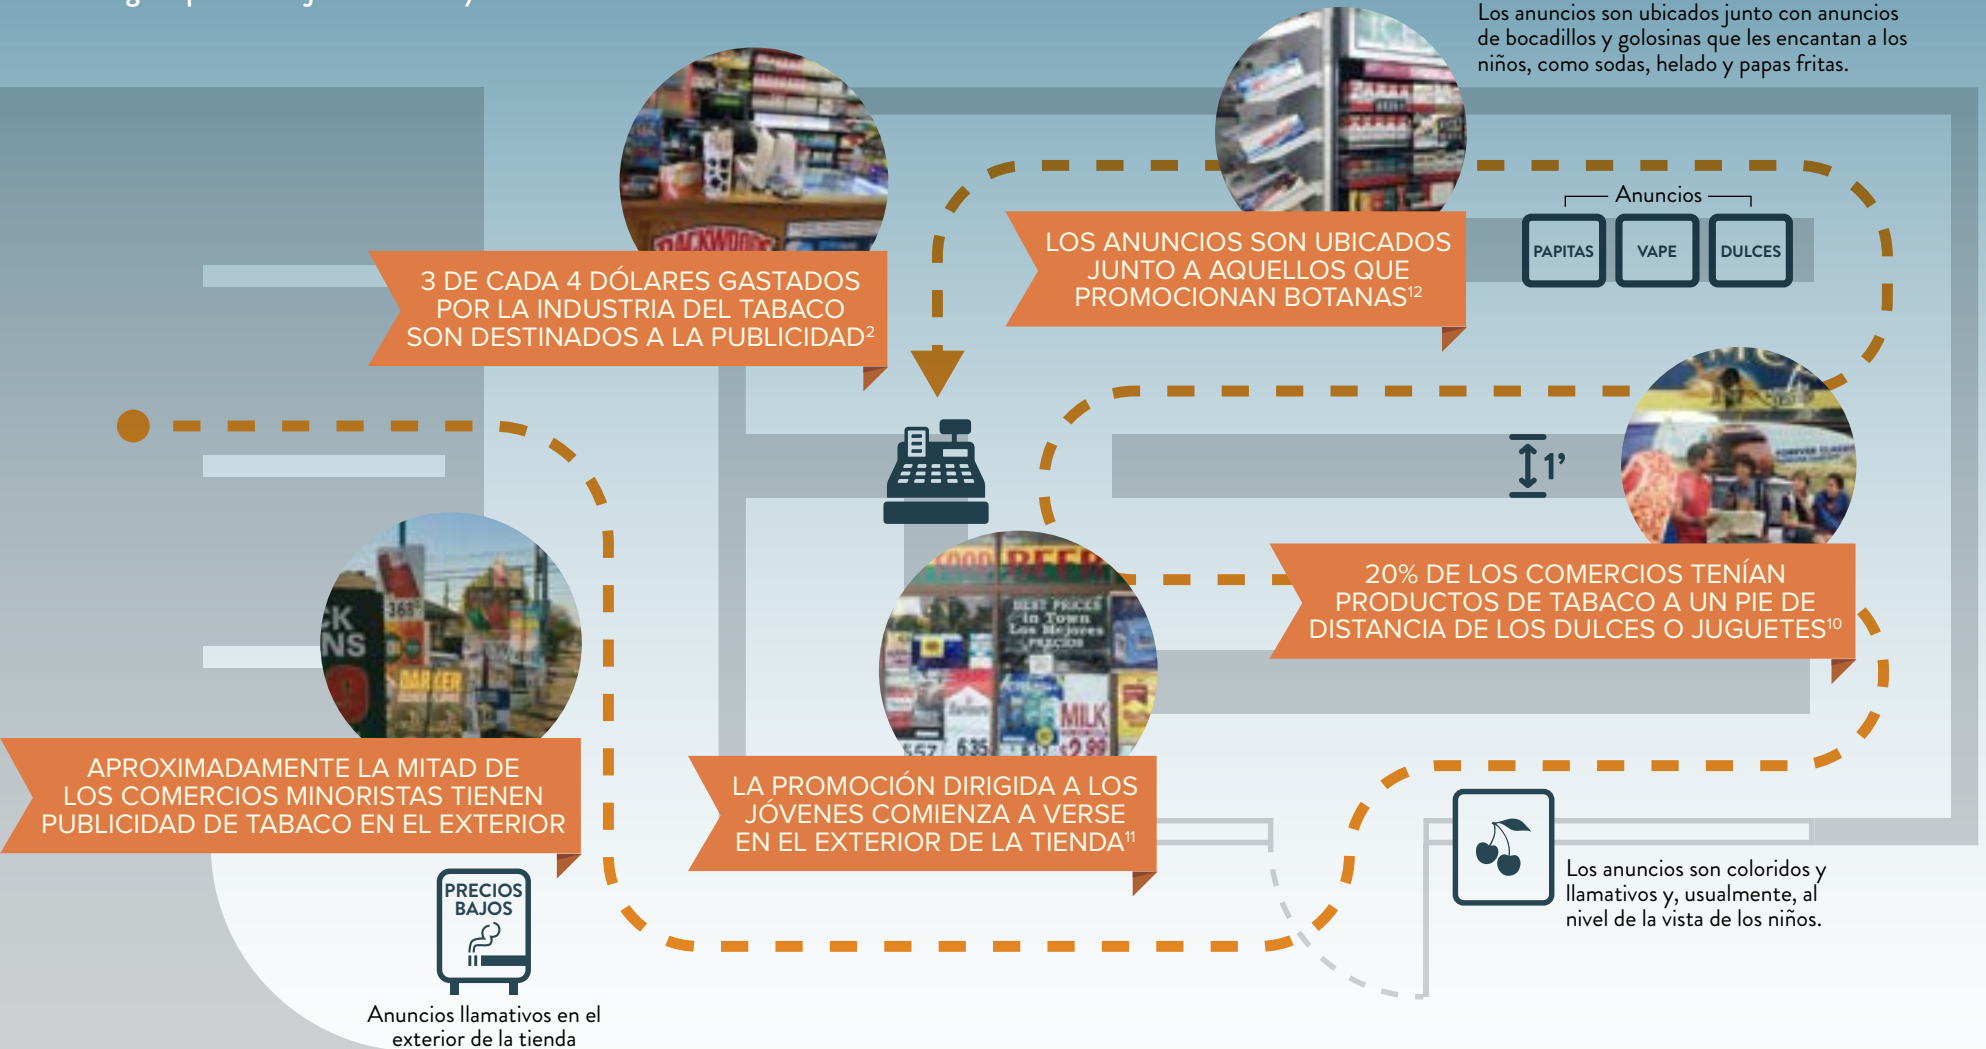 Los anuncios son ubicados junto con anuncios
de bocadillos y golosinas que les encantan a los
niños, como sodas, helado y papas fritas.
Anuncios
PAPITAS
VAPE
DULCES
LOS ANUNCIOS SON UBICADOS
JUNTO A AQUELLOS QUE
PROMOCIONAN BOTANAS12
3 DE CADA 4 DÓLARES GASTADOS
POR LA INDUSTRIA DEL TABACO
SON DESTINADOS A LA PUBLICIDAD2
1’
20% DE LOS COMERCIOS TENÍAN
PRODUCTOS DE TABACO A UN PIE DE
DISTANCIA DE LOS DULCES O JUGUETES10
FOOD BEER
BEST PRICES
in Town
Los Mejores
PRECIOS
Marlboro
MILK
$2.99
635
LA PROMOCIÓN DIRIGIDA A LOS
JÓVENES COMIENZA A VERSE
EN EL EXTERIOR DE LA TIENDA11
APROXIMADAMENTE LA MITAD DE
LOS COMERCIOS MINORISTAS TIENEN
PUBLICIDAD DE TABACO EN EL EXTERIOR
PRECIOS
BAJOS
Anuncios llamativos en el
exterior de la tienda
Los anuncios son coloridos y
llamativos y, usualmente, al
nivel de la vista de los niños.